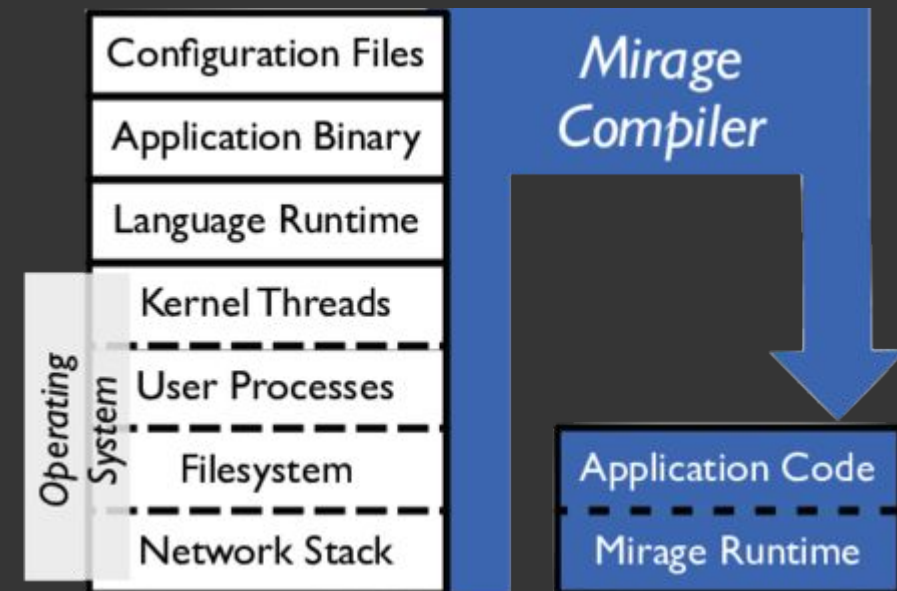 Configuration Files
Application Binary
Language Runtime
Kernel Threads
User Processes
Filesystem
Network Stack
Operating
System
Mirage
Compiler
Application Code
Mirage Runtime